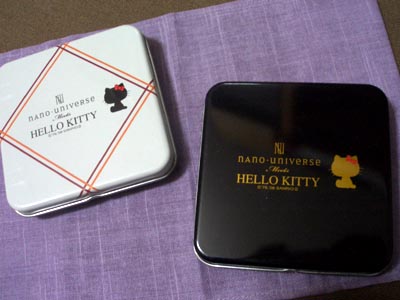 NU
nano·universe
Meets
HELLO KITTY
NU
nano·universe
Meets
HELLO KITTY